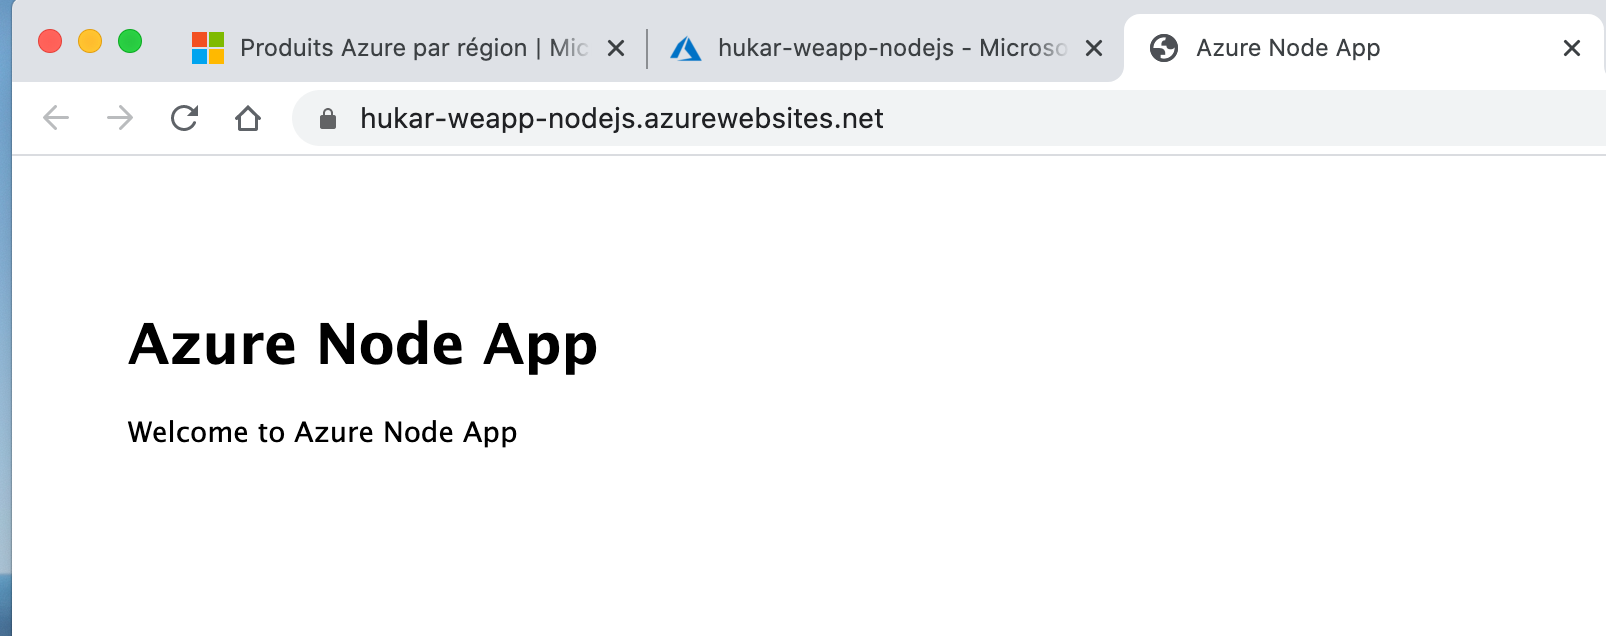 Produits Azure par région | Mic
hukar-weapp-nodejs - Microso
Azure Node App
hukar-weapp-nodejs.azurewebsites.net
Azure Node App
Welcome to Azure Node App